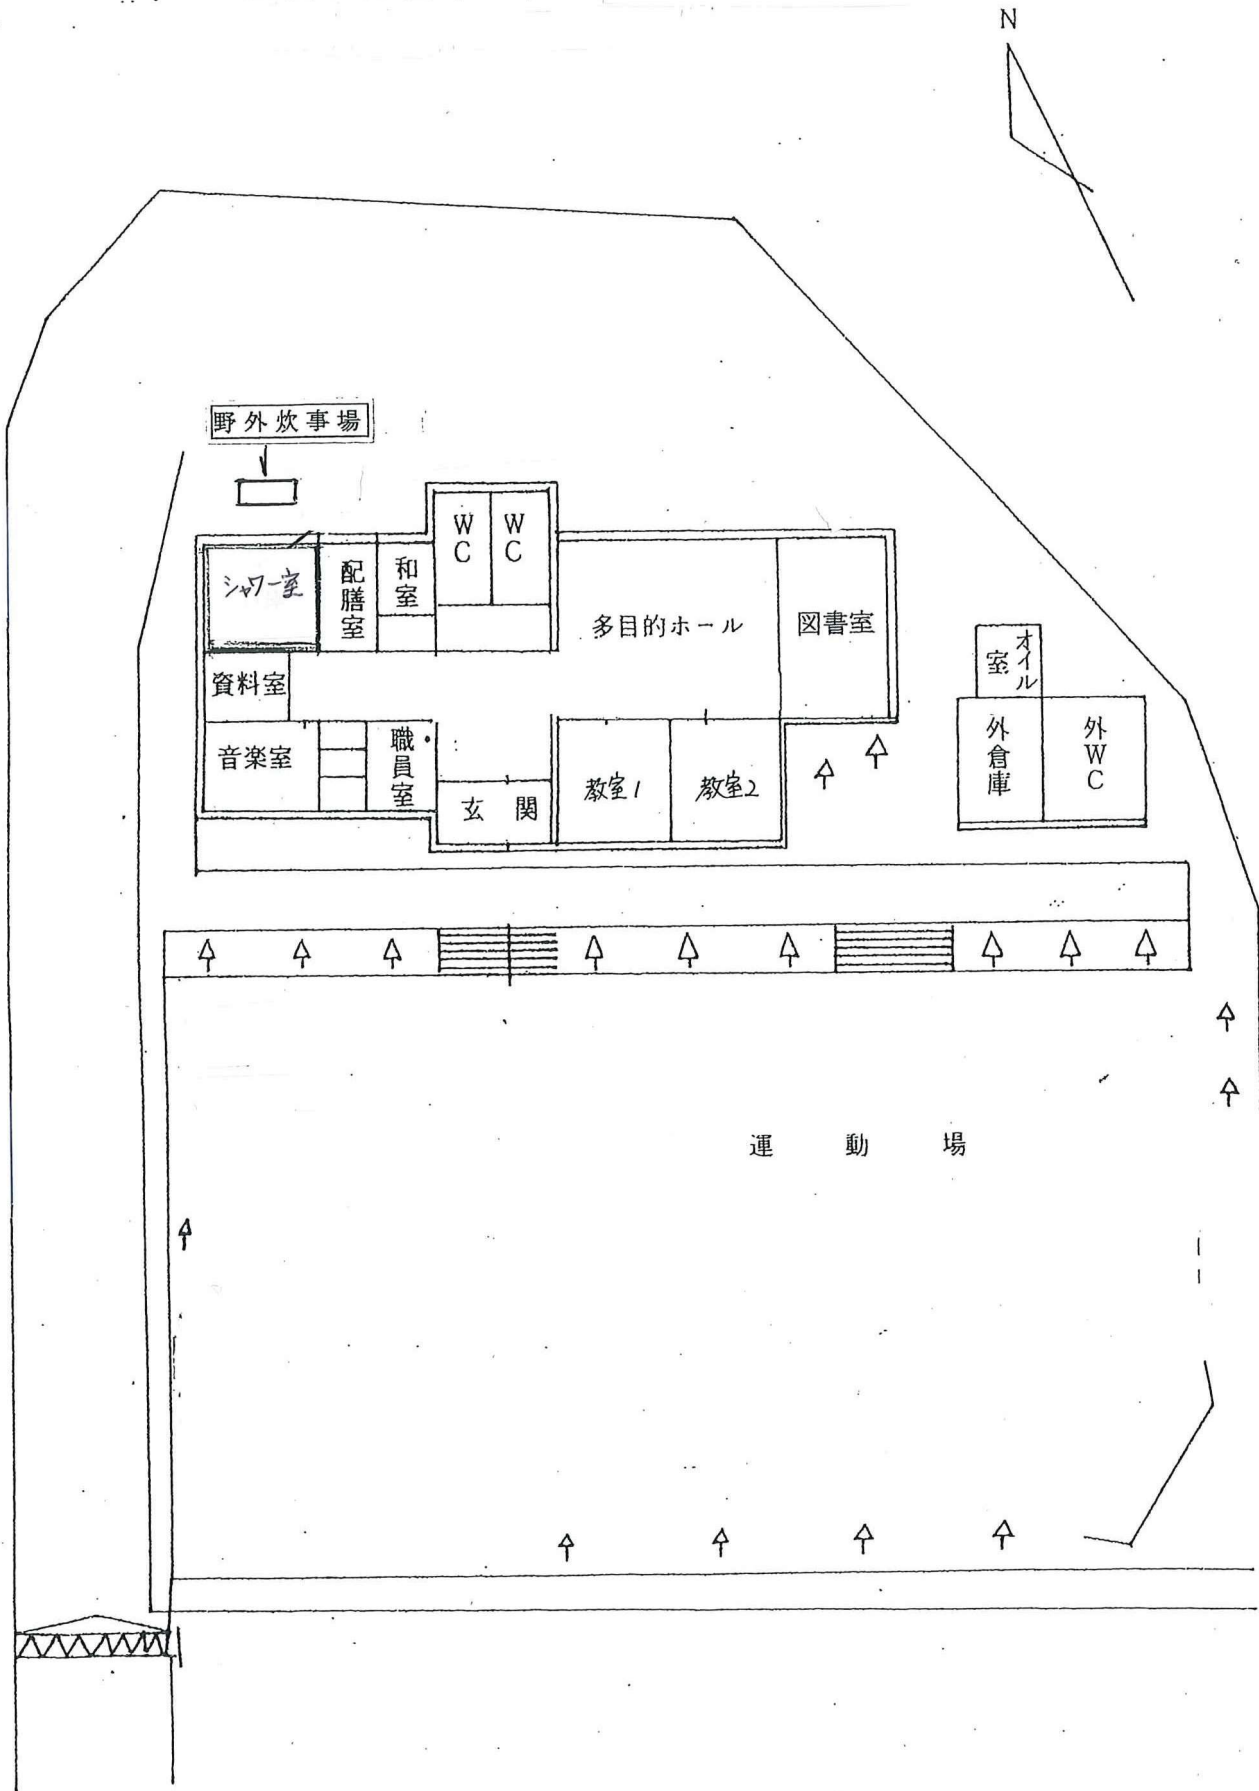 N
野外炊事場
シャワー室
配膳室
和室
WC
WC
多目的ホール
図書室
資料室
音楽室
職員室
玄関
教室1
教室2
オイル室
外倉庫
外WC
運動場